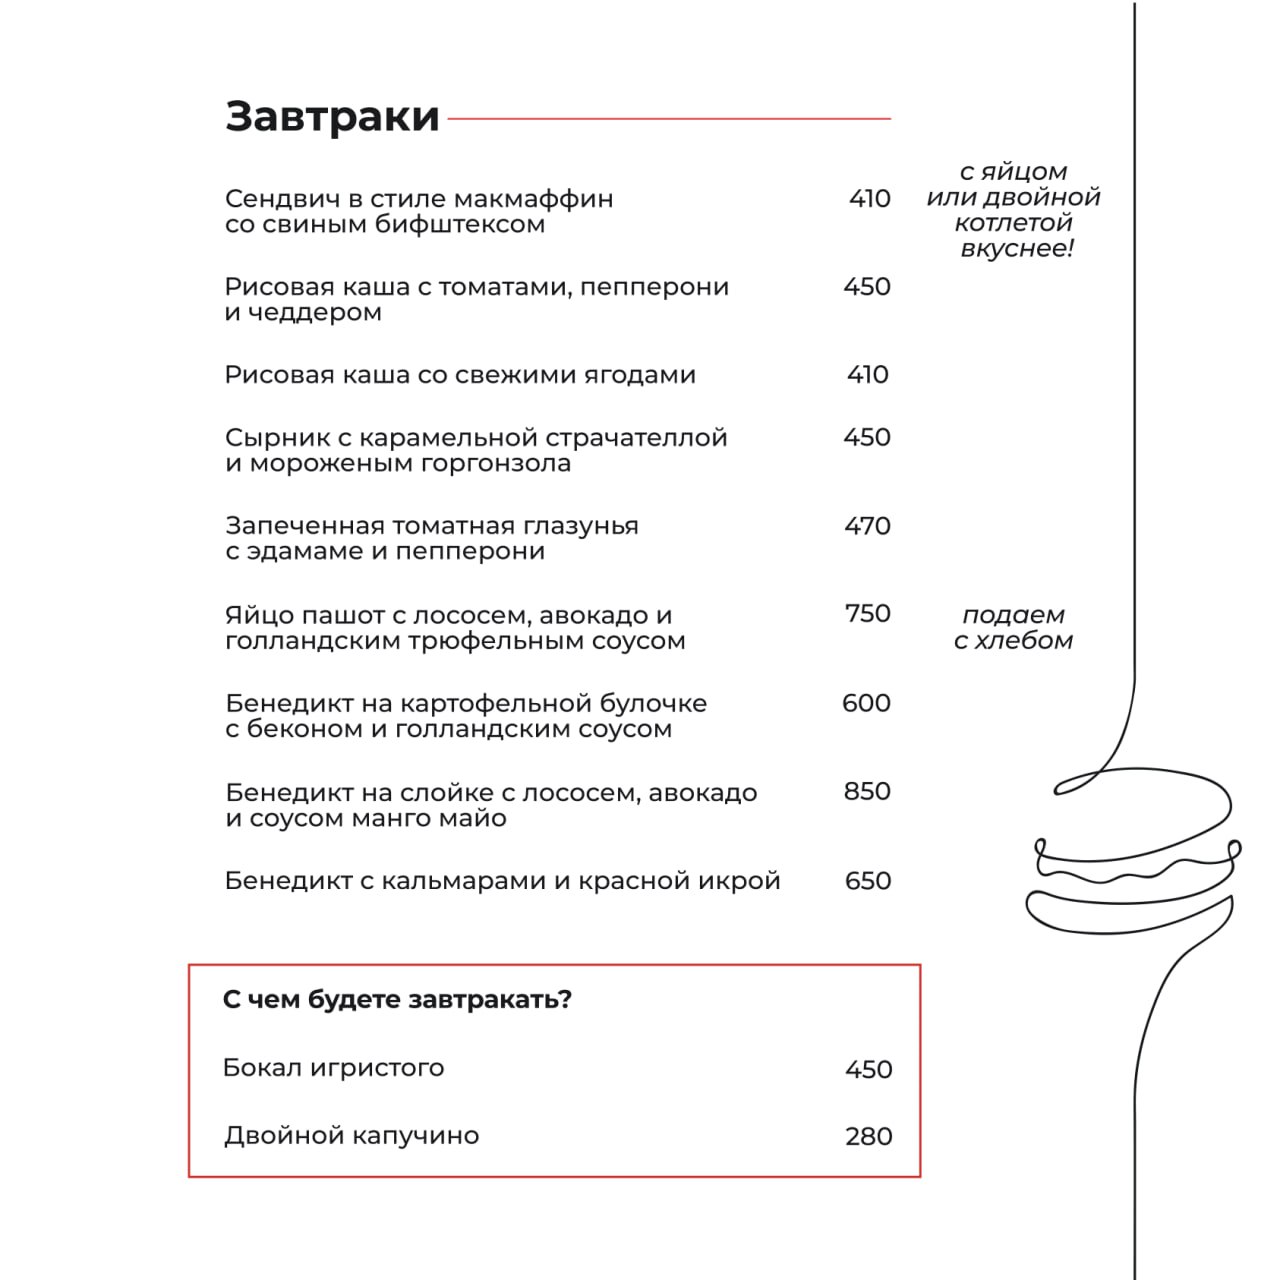 Завтраки
Сендвич в стиле макмаффин
со свиным бифштексом
410
с яйцом
или двойной
котлетой
вкуснее!
Рисовая каша с томатами, пепперони
и чеддером
450
Рисовая каша со свежими ягодами
410
Сырник с карамельной страчателлой
и мороженым горгонзола
450
Запеченная томатная глазунья
с эдамаме и пепперони
470
Яйцо пашот с лососем, авокадо и
голландским трюфельным соусом
750
подаем
с хлебом
Бенедикт на картофельной булочке
с беконом и голландским соусом
600
Бенедикт на слойке с лососем, авокадо
и соусом манго майо
850
Бенедикт с кальмарами и красной икрой
650
С чем будете завтракать?
Бокал игристого
450
Двойной капучино
280